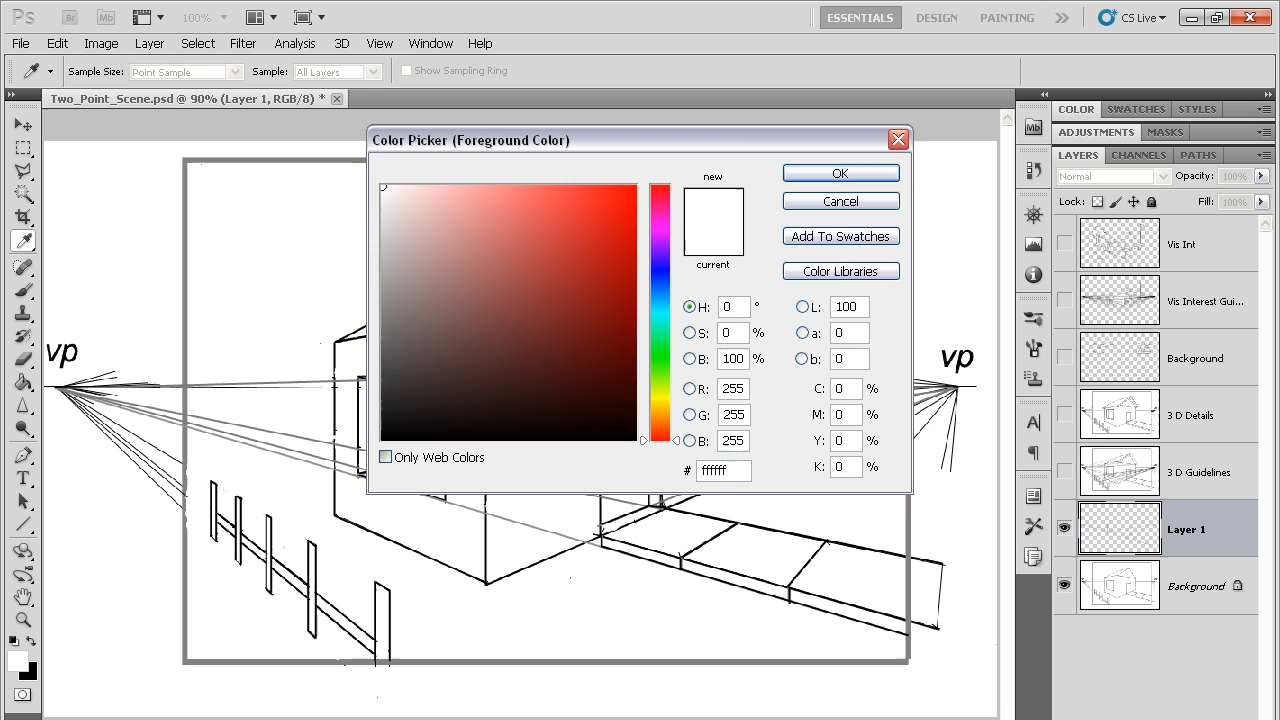 Ps Br Mb 100% ESSENTIALS DESIGN PAINTING CS Live
File Edit Image Layer Select Filter Analysis 3D View Window Help
Sample Size: Point Sample Sample: All Layers Show Sampling Ring
Two_Point_Scene.psd @ 90% (Layer 1, RGB/8) *
Color Picker (Foreground Color)
new
current
OK
Cancel
Add To Swatches
Color Libraries
H: 0 ° L: 100
S: 0 % a: 0
B: 100 % b: 0
R: 255 C: 0 %
G: 255 M: 0 %
B: 255 Y: 0 %
# ffffff K: 0 %
Only Web Colors
vp
vp
Mb
COLOR SWATCHES STYLES
ADJUSTMENTS MASKS
LAYERS CHANNELS PATHS
Normal Opacity: 100%
Lock: Fill: 100%
Vis Int
Vis Interest Gui...
Background
3 D Details
3 D Guidelines
Layer 1
Background